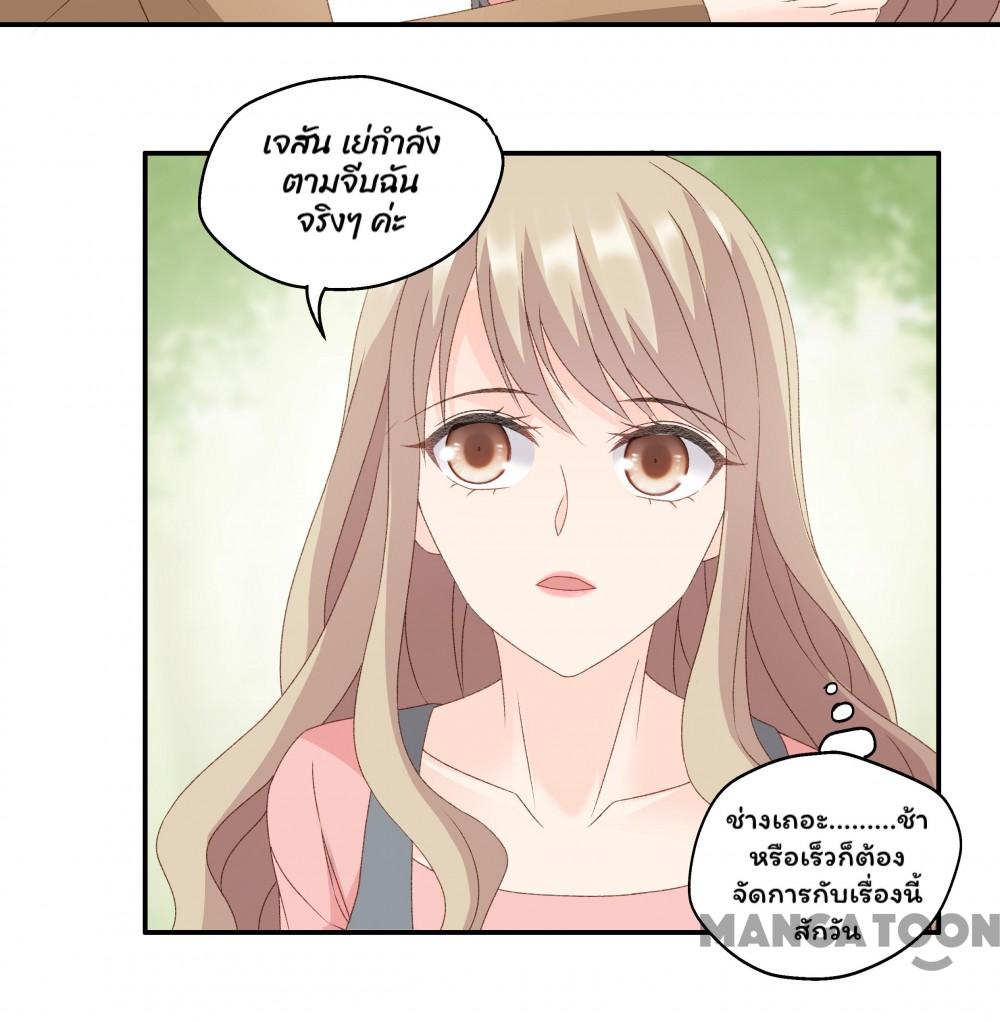 เจสัน เย่กำลัง
ตามจีบฉัน
จริงๆ ค่ะ
ช่างเถอะ.........ช้า
หรือเร็วก็ต้อง
จัดการกับเรื่องนี้
สักวัน
MANGATOON